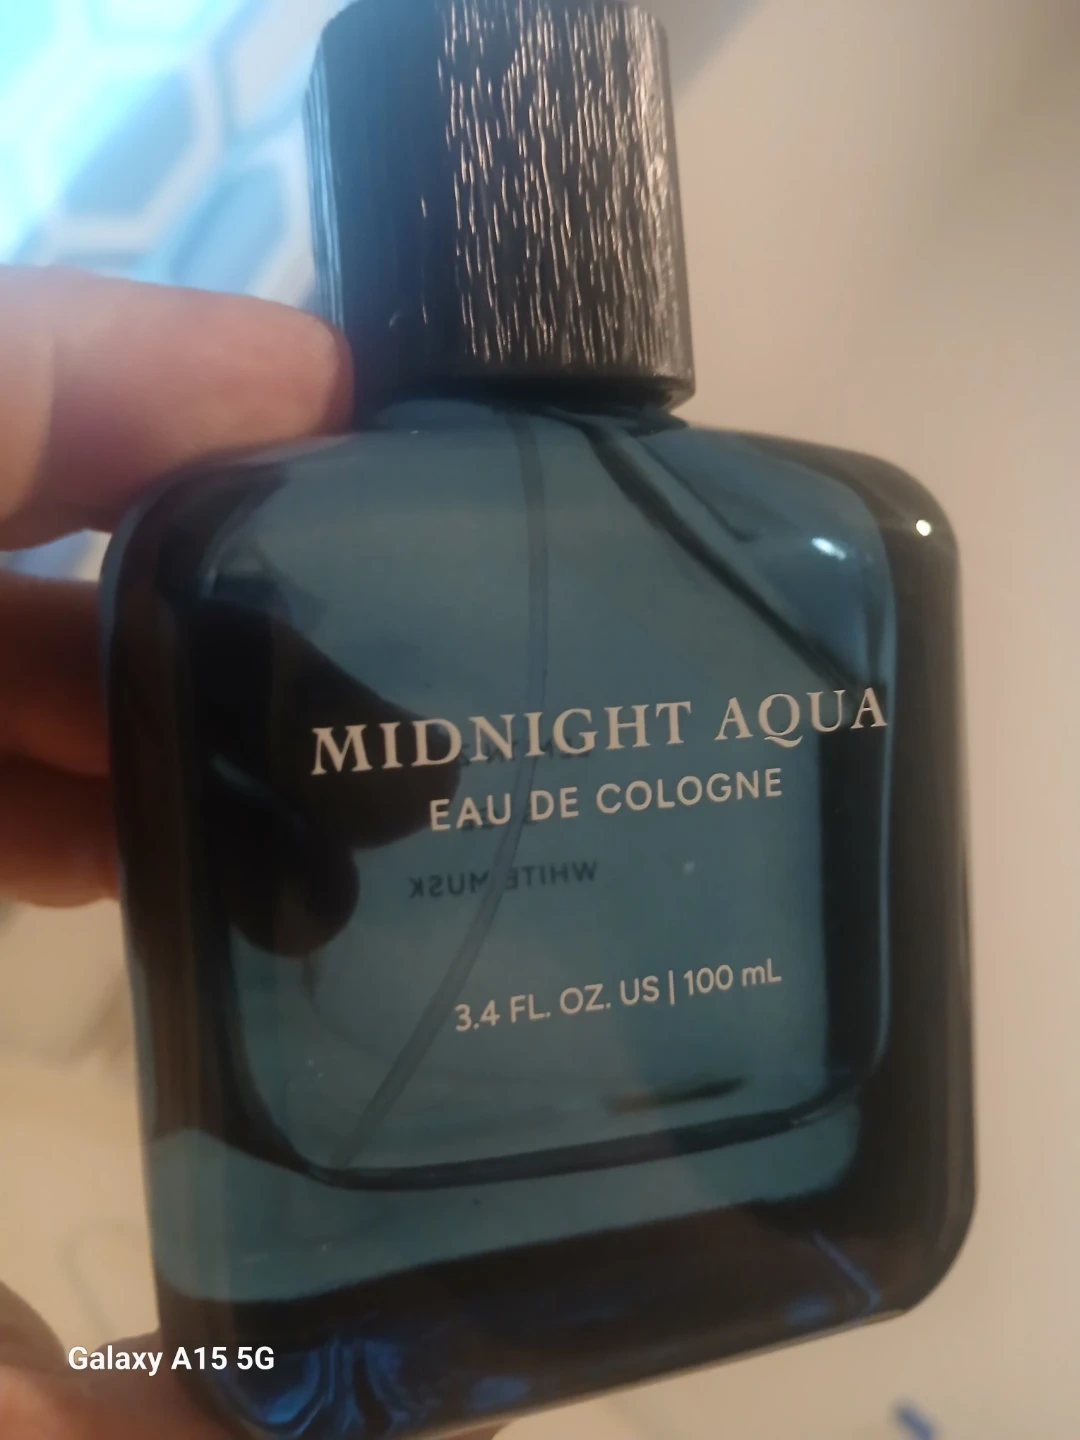 MIDNIGHT AQUA
EAU DE COLOGNE
WHITE MUSK
3.4 FL. OZ. US | 100 mL
Galaxy A15 5G